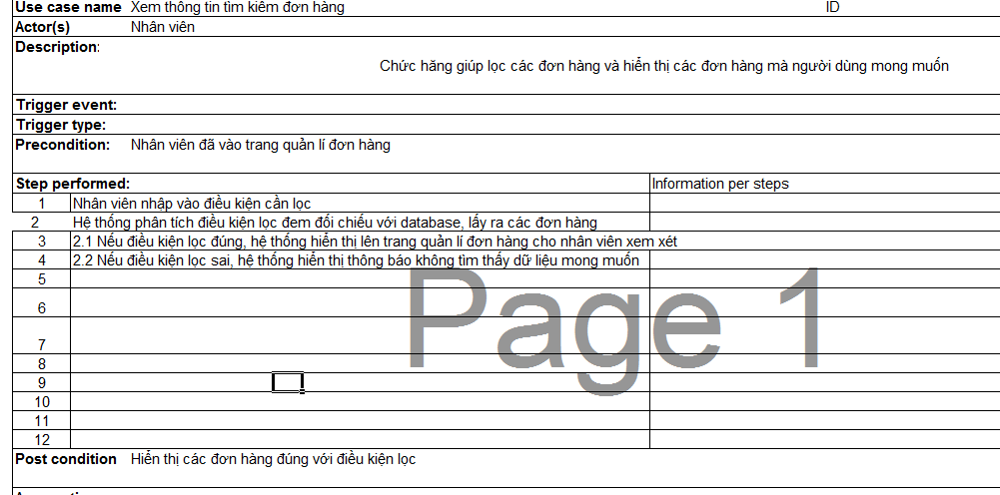 Use case name Xem thông tin tìm kiếm đơn hàng ID
Actor(s) Nhân viên
Description:
Chức hăng giúp lọc các đơn hàng và hiển thị các đơn hàng mà người dùng mong muốn
Trigger event:
Trigger type:
Precondition: Nhân viên đã vào trang quản lí đơn hàng
Step performed: Information per steps
1 Nhân viên nhập vào điều kiện cần lọc
2 Hệ thống phân tích điều kiện lọc đem đối chiếu với database, lấy ra các đơn hàng
3 2.1 Nếu điều kiện lọc đúng, hệ thống hiển thị lên trang quản lí đơn hàng cho nhân viên xem xét
4 2.2 Nếu điều kiện lọc sai, hệ thống hiển thị thông báo không tìm thấy dữ liệu mong muốn
5
6
Page 1
7
8
9
10
11
12
Post condition Hiển thị các đơn hàng đúng với điều kiện lọc